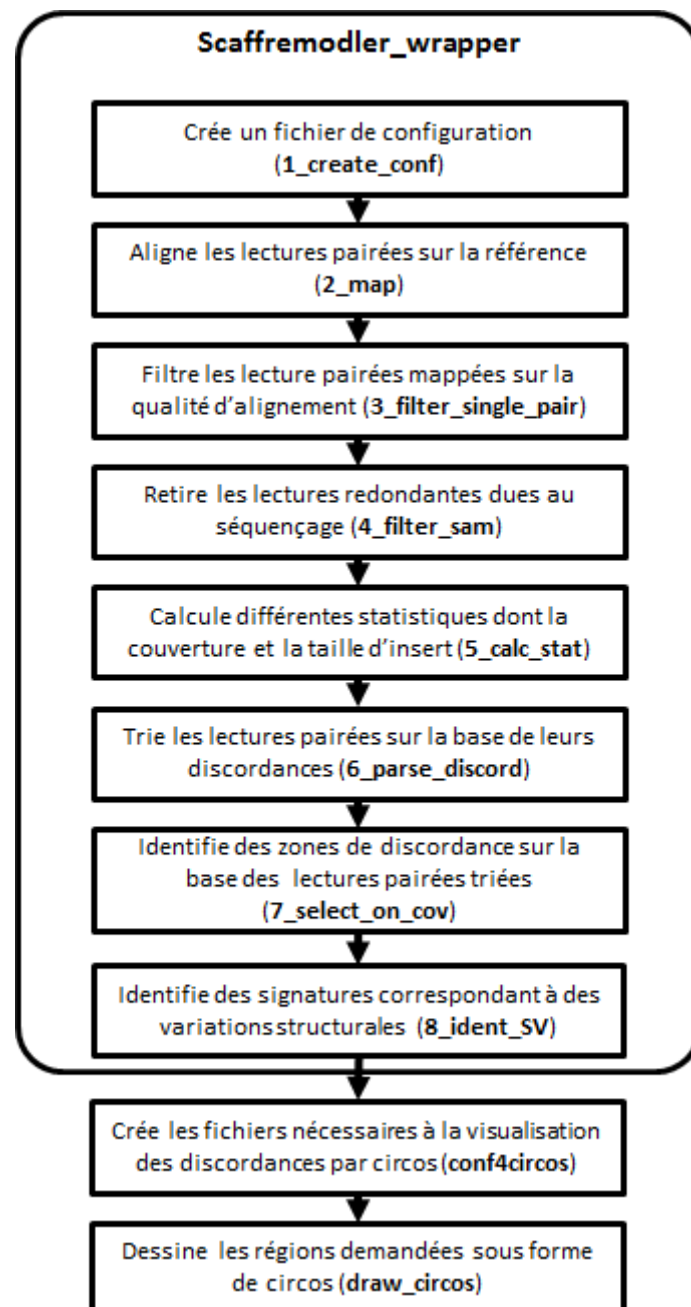 Scaffremodler_wrapper
Crée un fichier de configuration
(1_create_conf)
Aligne les lectures pairées sur la référence
(2_map)
Filtre les lecture pairées mappées sur la
qualité d'alignement (3_filter_single_pair)
Retire les lectures redondantes dues au
séquençage (4_filter_sam)
Calcule différentes statistiques dont la
couverture et la taille d'insert (5_calc_stat)
Trie les lectures pairées sur la base de leurs
discordances (6_parse_discord)
Identifie des zones de discordance sur la
base des lectures pairées triées
(7_select_on_cov)
Identifie des signatures correspondant à des
variations structurales (8_ident_SV)
Crée les fichiers nécessaires à la visualisation
des discordances par circos (conf4circos)
Dessine les régions demandées sous forme
de circos (draw_circos)